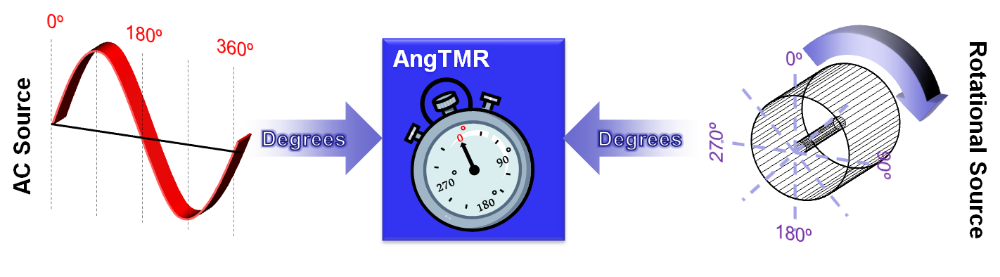 AC Source
0º
180º
360º
Degrees
AngTMR
0°
90°
180°
270°
Degrees
0º
90º
180º
270º
Rotational Source